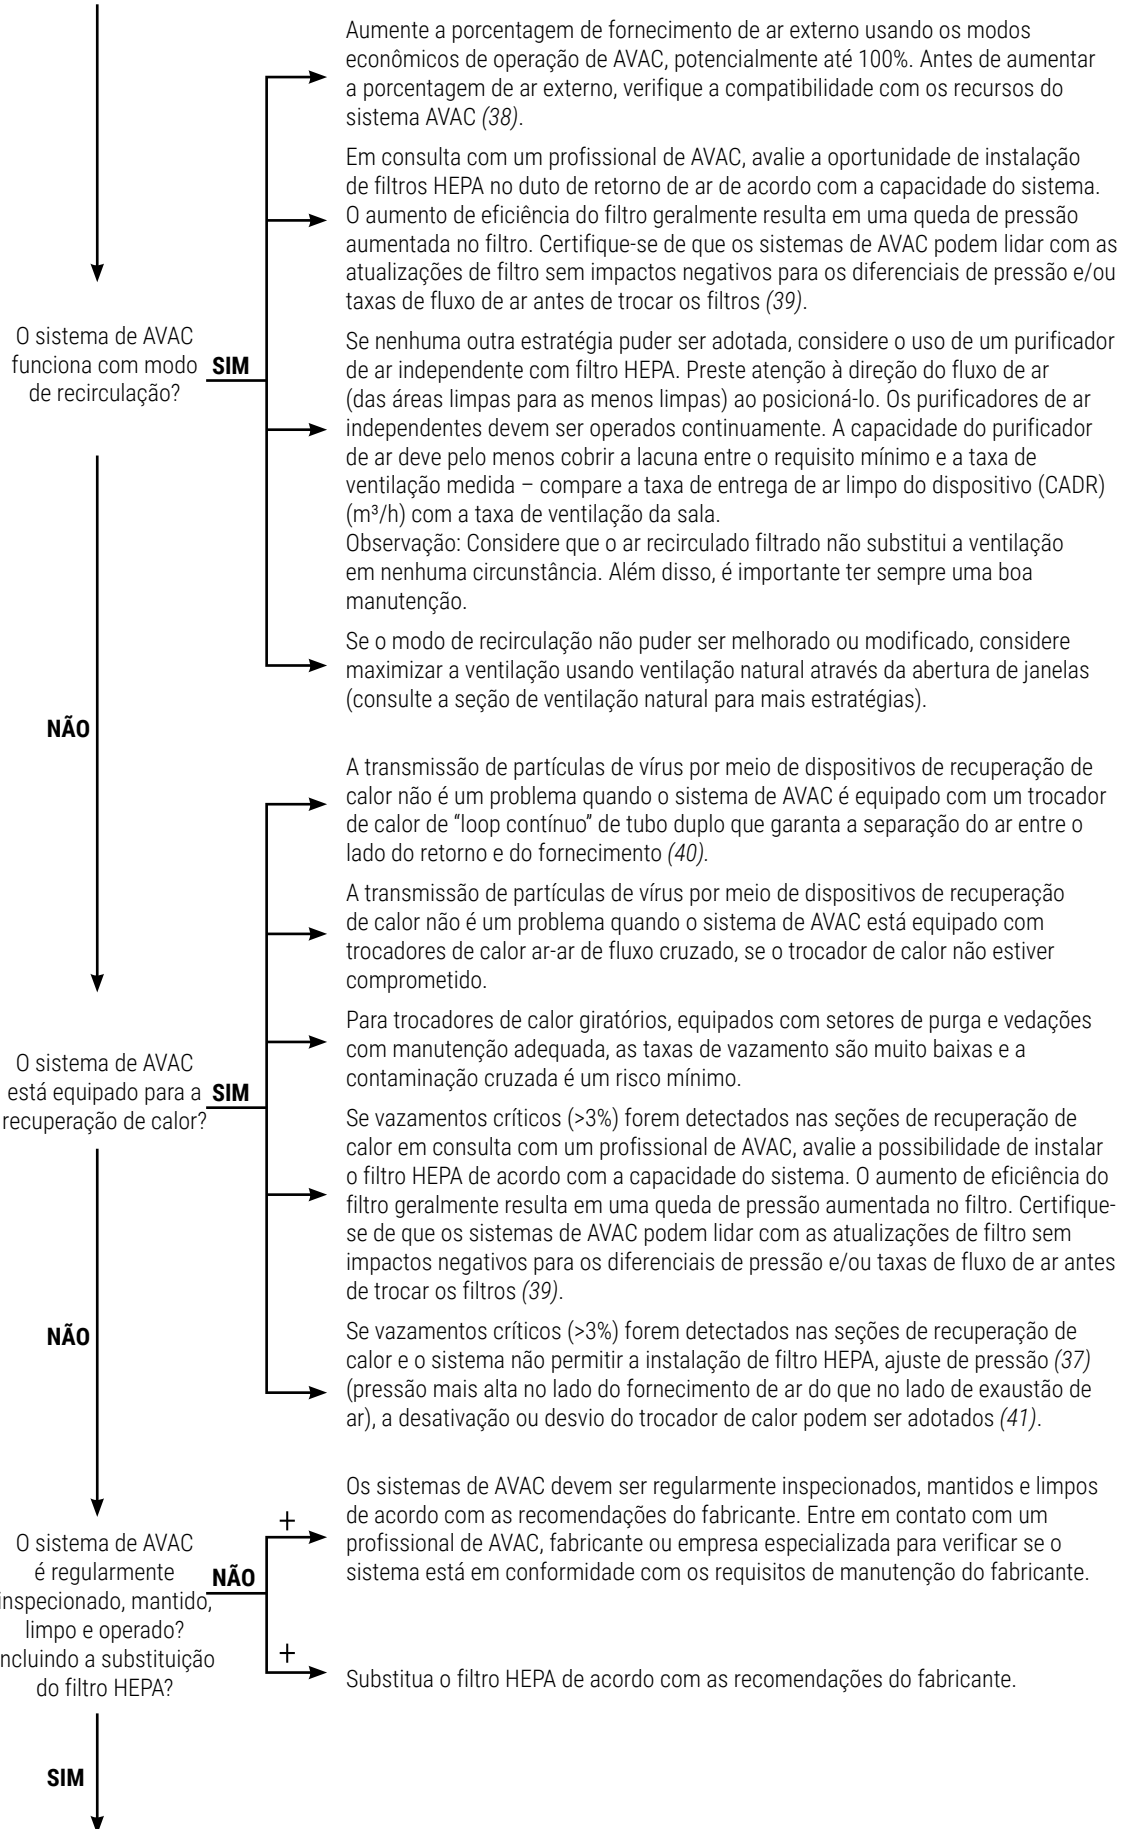 Aumente a porcentagem de fornecimento de ar externo usando os modos
econômicos de operação de AVAC, potencialmente até 100%. Antes de aumentar
a porcentagem de ar externo, verifique a compatibilidade com os recursos do
sistema AVAC (38).
Em consulta com um profissional de AVAC, avalie a oportunidade de instalação
de filtros HEPA no duto de retorno de ar de acordo com a capacidade do sistema.
O aumento de eficiência do filtro geralmente resulta em uma queda de pressão
aumentada no filtro. Certifique-se de que os sistemas de AVAC podem lidar com as
atualizações de filtro sem impactos negativos para os diferenciais de pressão e/ou
taxas de fluxo de ar antes de trocar os filtros (39).
O sistema de AVAC
funciona com modo
de recirculação?
SIM
Se nenhuma outra estratégia puder ser adotada, considere o uso de um purificador
de ar independente com filtro HEPA. Preste atenção à direção do fluxo de ar
(das áreas limpas para as menos limpas) ao posicioná-lo. Os purificadores de ar
independentes devem ser operados continuamente. A capacidade do purificador
de ar deve pelo menos cobrir a lacuna entre o requisito mínimo e a taxa de
ventilação medida – compare a taxa de entrega de ar limpo do dispositivo (CADR)
(m³/h) com a taxa de ventilação da sala.
Observação: Considere que o ar recirculado filtrado não substitui a ventilação
em nenhuma circunstância. Além disso, é importante ter sempre uma boa
manutenção.
Se o modo de recirculação não puder ser melhorado ou modificado, considere
maximizar a ventilação usando ventilação natural através da abertura de janelas
(consulte a seção de ventilação natural para mais estratégias).
NÃO
A transmissão de partículas de vírus por meio de dispositivos de recuperação de
calor não é um problema quando o sistema de AVAC é equipado com um trocador
de calor de “loop contínuo” de tubo duplo que garanta a separação do ar entre o
lado do retorno e do fornecimento (40).
A transmissão de partículas de vírus por meio de dispositivos de recuperação
de calor não é um problema quando o sistema de AVAC está equipado com
trocadores de calor ar-ar de fluxo cruzado, se o trocador de calor não estiver
comprometido.
O sistema de AVAC
está equipado para a
recuperação de calor?
SIM
Para trocadores de calor giratórios, equipados com setores de purga e vedações
com manutenção adequada, as taxas de vazamento são muito baixas e a
contaminação cruzada é um risco mínimo.
Se vazamentos críticos (>3%) forem detectados nas seções de recuperação de
calor em consulta com um profissional de AVAC, avalie a possibilidade de instalar
o filtro HEPA de acordo com a capacidade do sistema. O aumento de eficiência do
filtro geralmente resulta em uma queda de pressão aumentada no filtro. Certifique-
se de que os sistemas de AVAC podem lidar com as atualizações de filtro sem
impactos negativos para os diferenciais de pressão e/ou taxas de fluxo de ar antes
de trocar os filtros (39).
NÃO
Se vazamentos críticos (>3%) forem detectados nas seções de recuperação de
calor e o sistema não permitir a instalação de filtro HEPA, ajuste de pressão (37)
(pressão mais alta no lado do fornecimento de ar do que no lado de exaustão de
ar), a desativação ou desvio do trocador de calor podem ser adotados (41).
O sistema de AVAC
é regularmente
inspecionado, mantido,
limpo e operado?
ncluindo a substituição
do filtro HEPA?
NÃO
+
Os sistemas de AVAC devem ser regularmente inspecionados, mantidos e limpos
de acordo com as recomendações do fabricante. Entre em contato com um
profissional de AVAC, fabricante ou empresa especializada para verificar se o
sistema está em conformidade com os requisitos de manutenção do fabricante.
+
Substitua o filtro HEPA de acordo com as recomendações do fabricante.
SIM